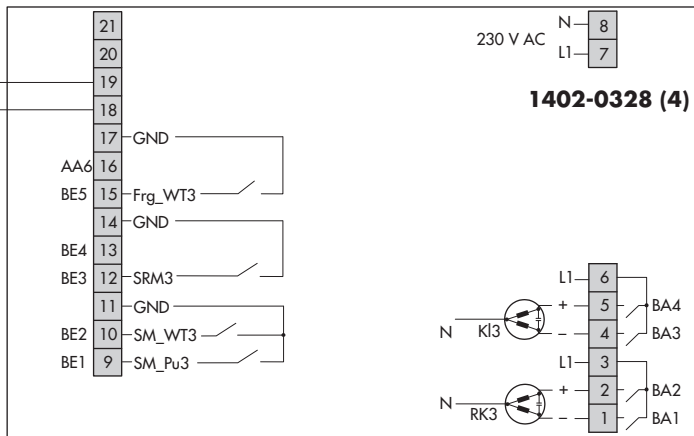 21
20
19
18
17 GND
AA6 16
BE5 15 Frg_WT3
14 GND
BE4 13
BE3 12 SRM3
11 GND
BE2 10 SM_WT3
BE1 9 SM_Pu3
230 V AC
N 8
L1 7
1402-0328 (4)
L1 6
+ 5 BA4
N Kl3 − 4 BA3
L1 3
+ 2 BA2
N RK3 − 1 BA1